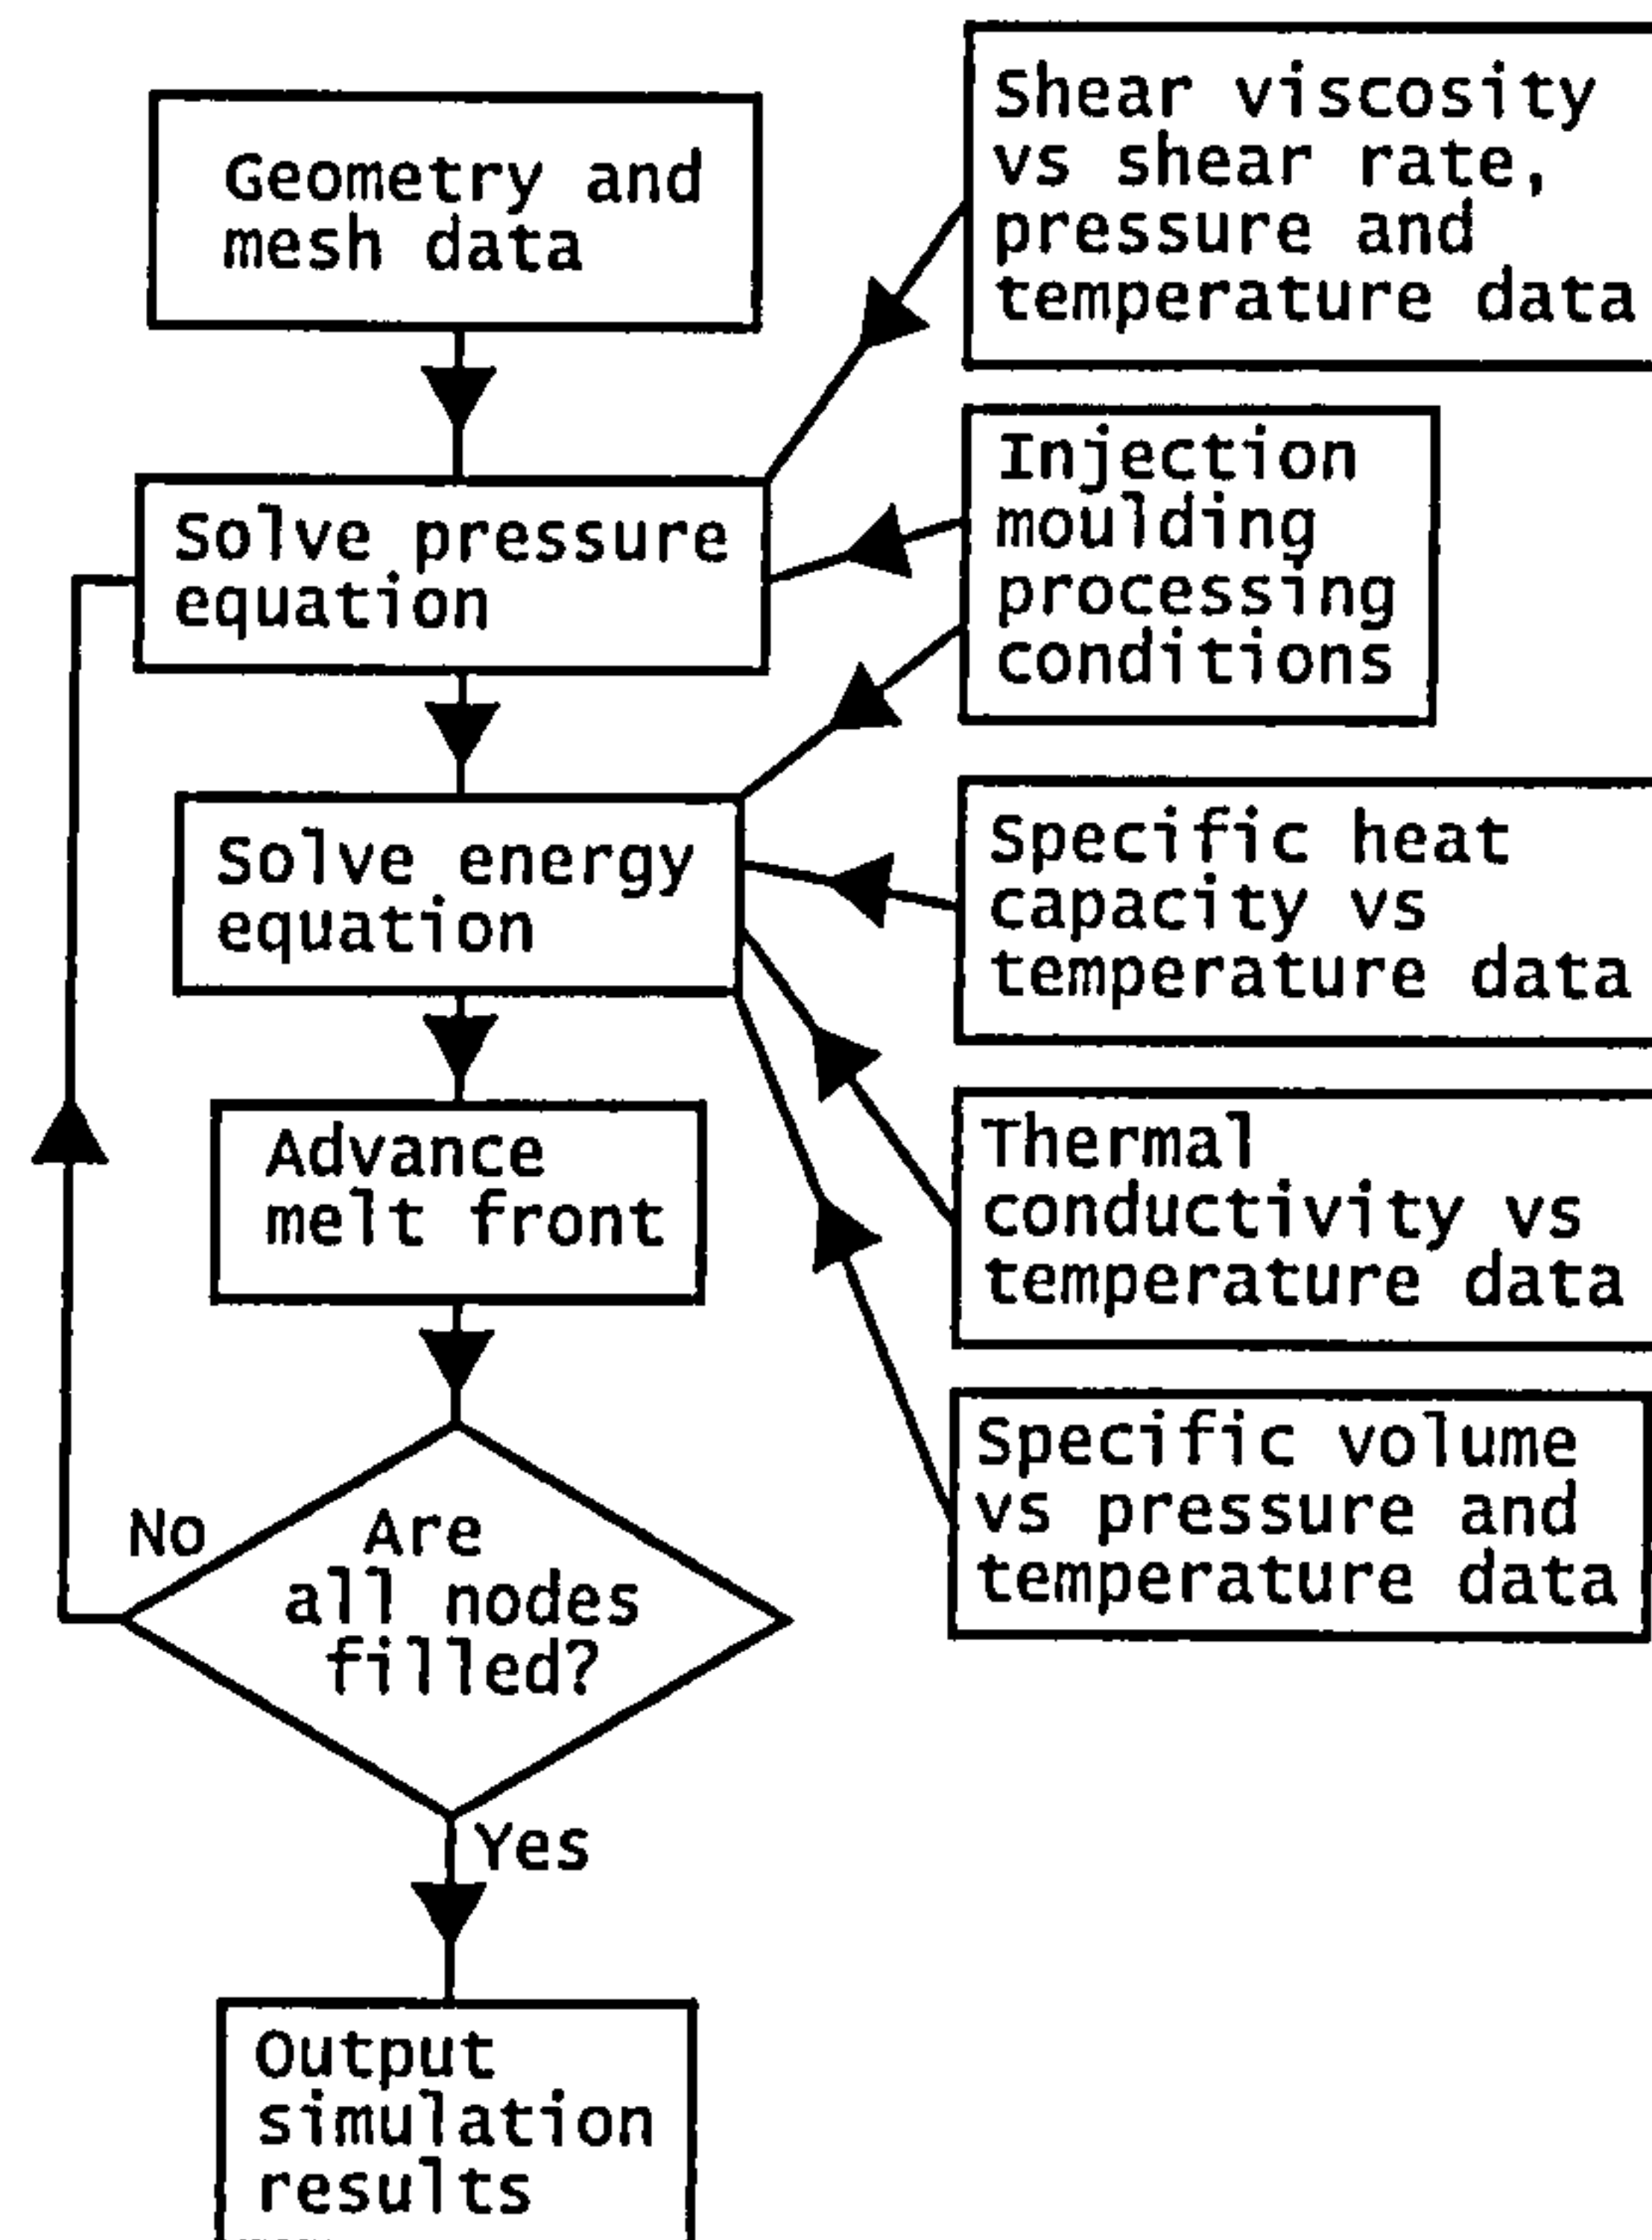 Geometry and
mesh data
Shear viscosity
vs shear rate,
pressure and
temperature data
Solve pressure
equation
Injection
moulding
processing
conditions
Solve energy
equation
Specific heat
capacity vs
temperature data
Advance
melt front
Thermal
conductivity vs
temperature data
Specific volume
vs pressure and
temperature data
No
Are
all nodes
filled?
Yes
Output
simulation
results